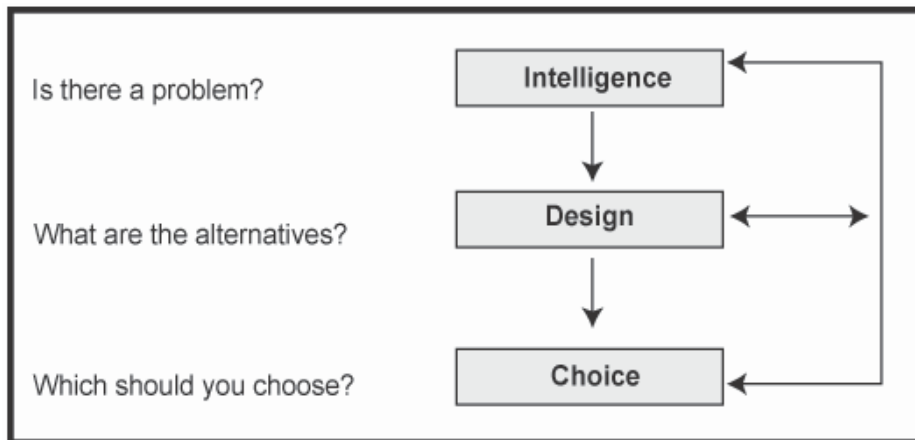 Is there a problem?
Intelligence
What are the alternatives?
Design
Which should you choose?
Choice